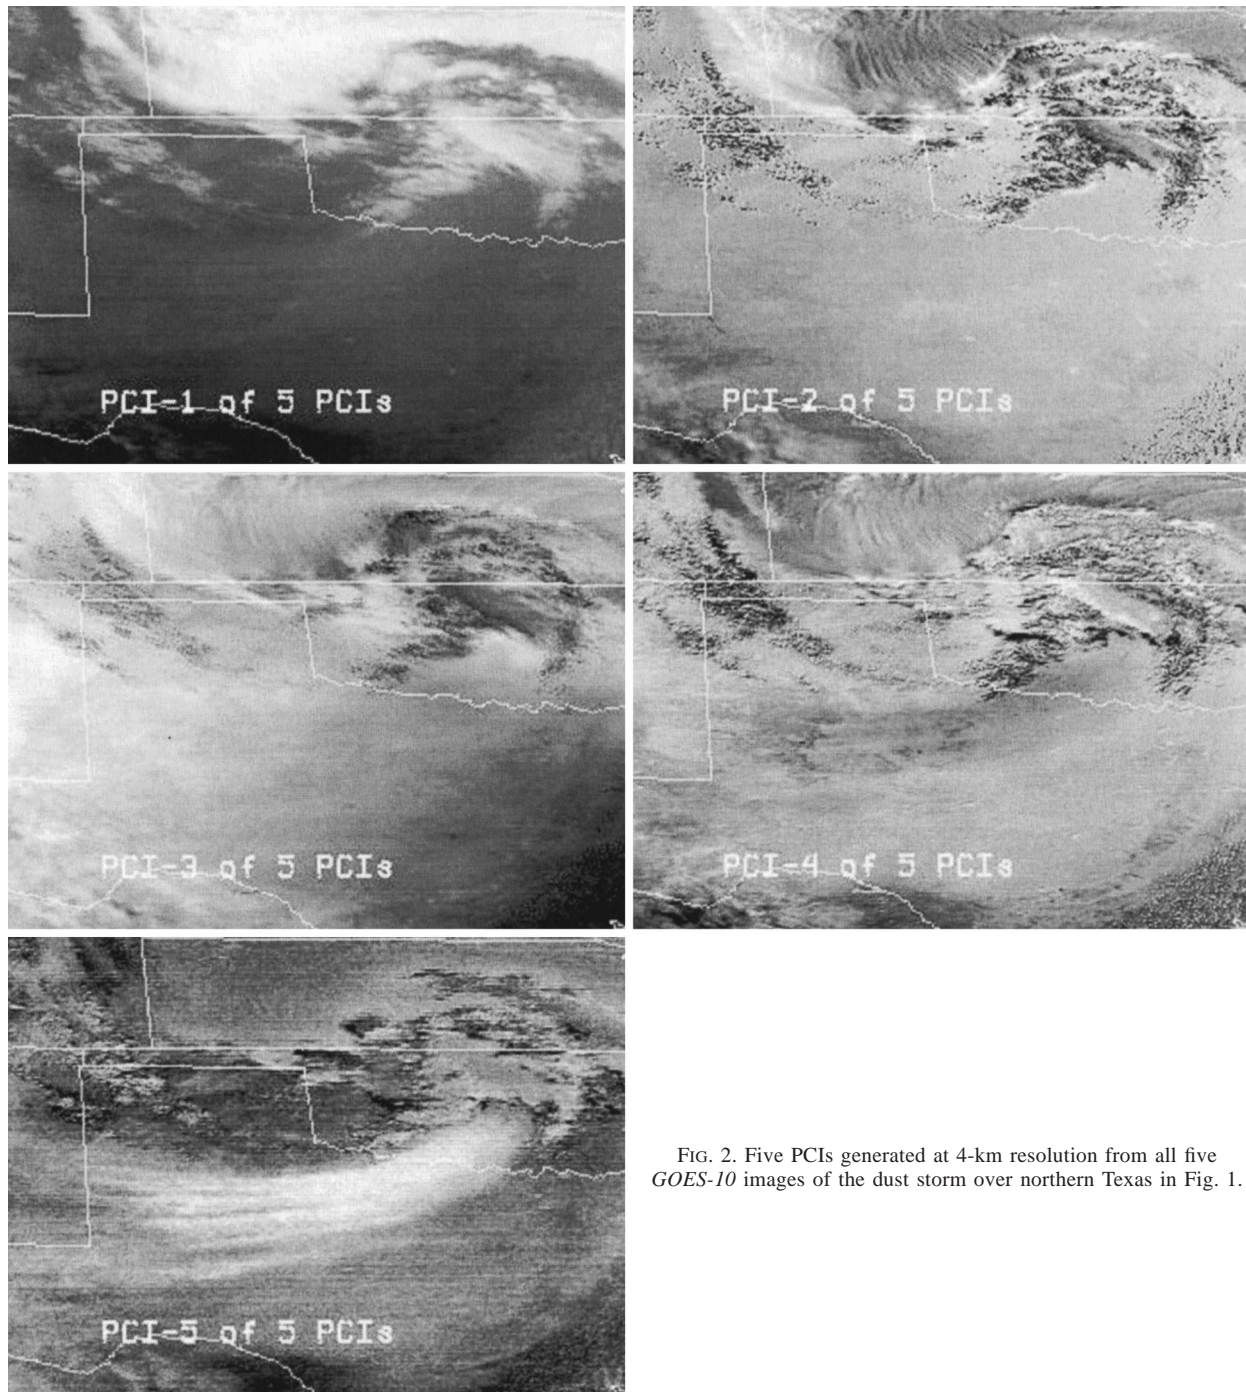 PCI-1 of 5 PCIs
PCI-2 of 5 PCIs
PCI-3 of 5 PCIs
PCI-4 of 5 PCIs
PCI-5 of 5 PCIs
FIG. 2. Five PCIs generated at 4-km resolution from all five
GOES-10 images of the dust storm over northern Texas in Fig. 1.